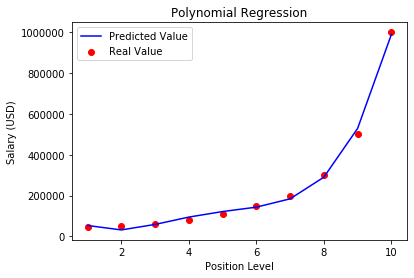 Polynomial Regression
Predicted Value
Real Value
1000000
800000
600000
400000
200000
0
Salary (USD)
2 4 6 8 10
Position Level